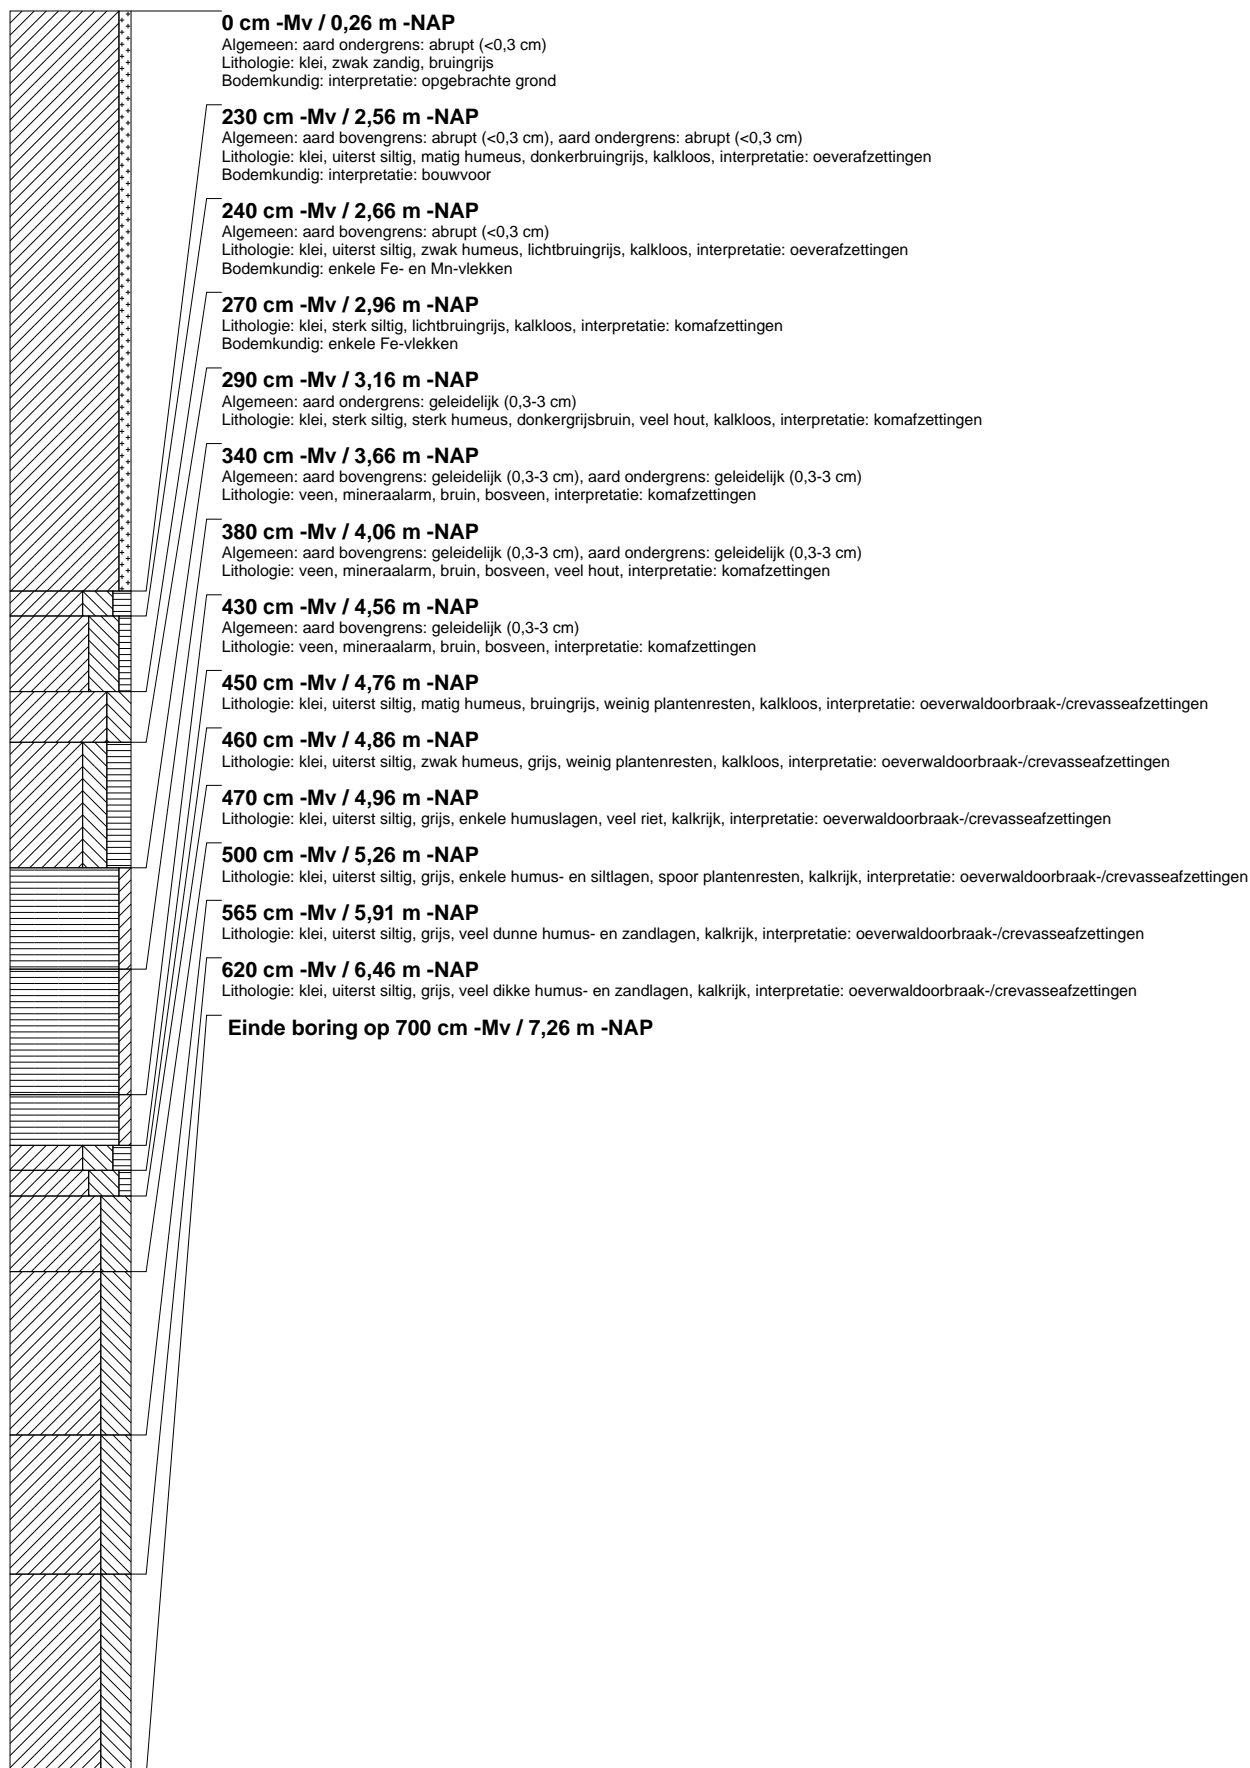 0 cm -Mv / 0,26 m -NAP
Algemeen: aard ondergrens: abrupt (<0,3 cm)
Lithologie: klei, zwak zandig, bruingrijs
Bodemkundig: interpretatie: opgebrachte grond
230 cm -Mv / 2,56 m -NAP
Algemeen: aard bovengrens: abrupt (<0,3 cm), aard ondergrens: abrupt (<0,3 cm)
Lithologie: klei, uiterst siltig, matig humeus, donkerbruingrijs, kalkloos, interpretatie: oeverafzettingen
Bodemkundig: interpretatie: bouwvoor
240 cm -Mv / 2,66 m -NAP
Algemeen: aard bovengrens: abrupt (<0,3 cm)
Lithologie: klei, uiterst siltig, zwak humeus, lichtbruingrijs, kalkloos, interpretatie: oeverafzettingen
Bodemkundig: enkele Fe- en Mn-vlekken
270 cm -Mv / 2,96 m -NAP
Lithologie: klei, sterk siltig, lichtbruingrijs, kalkloos, interpretatie: komafzettingen
Bodemkundig: enkele Fe-vlekken
290 cm -Mv / 3,16 m -NAP
Algemeen: aard ondergrens: geleidelijk (0,3-3 cm)
Lithologie: klei, sterk siltig, sterk humeus, donkergrijsbruin, veel hout, kalkloos, interpretatie: komafzettingen
340 cm -Mv / 3,66 m -NAP
Algemeen: aard bovengrens: geleidelijk (0,3-3 cm), aard ondergrens: geleidelijk (0,3-3 cm)
Lithologie: veen, mineraalarm, bruin, bosveen, interpretatie: komafzettingen
380 cm -Mv / 4,06 m -NAP
Algemeen: aard bovengrens: geleidelijk (0,3-3 cm), aard ondergrens: geleidelijk (0,3-3 cm)
Lithologie: veen, mineraalarm, bruin, bosveen, veel hout, interpretatie: komafzettingen
430 cm -Mv / 4,56 m -NAP
Algemeen: aard bovengrens: geleidelijk (0,3-3 cm)
Lithologie: veen, mineraalarm, bruin, bosveen, interpretatie: komafzettingen
450 cm -Mv / 4,76 m -NAP
Lithologie: klei, uiterst siltig, matig humeus, bruingrijs, weinig plantenresten, kalkloos, interpretatie: oeverwaldoorbraak-/crevasseafzettingen
460 cm -Mv / 4,86 m -NAP
Lithologie: klei, uiterst siltig, zwak humeus, grijs, weinig plantenresten, kalkloos, interpretatie: oeverwaldoorbraak-/crevasseafzettingen
470 cm -Mv / 4,96 m -NAP
Lithologie: klei, uiterst siltig, grijs, enkele humuslagen, veel riet, kalkrijk, interpretatie: oeverwaldoorbraak-/crevasseafzettingen
500 cm -Mv / 5,26 m -NAP
Lithologie: klei, uiterst siltig, grijs, enkele humus- en siltlagen, spoor plantenresten, kalkrijk, interpretatie: oeverwaldoorbraak-/crevasseafzettingen
565 cm -Mv / 5,91 m -NAP
Lithologie: klei, uiterst siltig, grijs, veel dunne humus- en zandlagen, kalkrijk, interpretatie: oeverwaldoorbraak-/crevasseafzettingen
620 cm -Mv / 6,46 m -NAP
Lithologie: klei, uiterst siltig, grijs, veel dikke humus- en zandlagen, kalkrijk, interpretatie: oeverwaldoorbraak-/crevasseafzettingen
Einde boring op 700 cm -Mv / 7,26 m -NAP